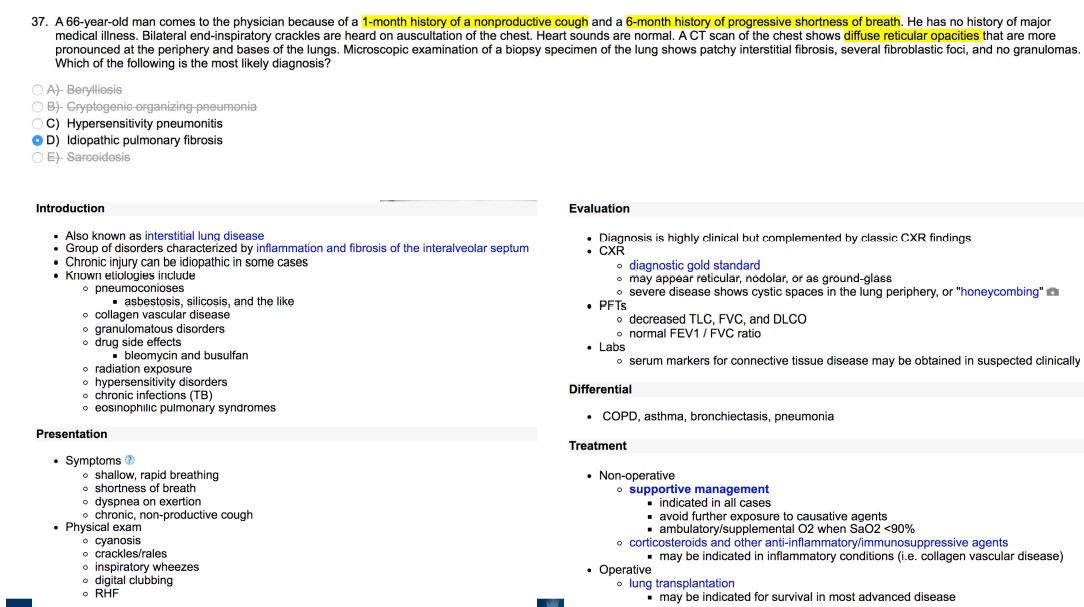 37. A 66-year-old man comes to the physician because of a 1-month history of a nonproductive cough and a 6-month history of progressive shortness of breath. He has no history of major
medical illness. Bilateral end-inspiratory crackles are heard on auscultation of the chest. Heart sounds are normal. A CT scan of the chest shows diffuse reticular opacities that are more
pronounced at the periphery and bases of the lungs. Microscopic examination of a biopsy specimen of the lung shows patchy interstitial fibrosis, several fibroblastic foci, and no granulomas.
Which of the following is the most likely diagnosis?
A) Berylliosis
B) Cryptogenic organizing pneumonia
C) Hypersensitivity pneumonitis
D) Idiopathic pulmonary fibrosis
E) Sarcoidosis
Introduction
• Also known as interstitial lung disease
• Group of disorders characterized by inflammation and fibrosis of the interalveolar septum
• Chronic injury can be idiopathic in some cases
• Known etiologies include
pneumoconioses
asbestosis, silicosis, and the like
collagen vascular disease
granulomatous disorders
drug side effects
bleomycin and busulfan
radiation exposure
hypersensitivity disorders
chronic infections (TB)
eosinophilic pulmonary syndromes
Presentation
• Symptoms
shallow, rapid breathing
shortness of breath
dyspnea on exertion
chronic, non-productive cough
• Physical exam
cyanosis
crackles/rales
inspiratory wheezes
digital clubbing
RHF
Evaluation
• Diagnosis is highly clinical but complemented by classic CXR findings
• CXR
diagnostic gold standard
may appear reticular, nodolar, or as ground-glass
severe disease shows cystic spaces in the lung periphery, or "honeycombing"
• PFTs
decreased TLC, FVC, and DLCO
normal FEV1 / FVC ratio
• Labs
serum markers for connective tissue disease may be obtained in suspected clinically
Differential
• COPD, asthma, bronchiectasis, pneumonia
Treatment
• Non-operative
supportive management
indicated in all cases
avoid further exposure to causative agents
ambulatory/supplemental O2 when SaO2 <90%
corticosteroids and other anti-inflammatory/immunosuppressive agents
may be indicated in inflammatory conditions (i.e. collagen vascular disease)
• Operative
lung transplantation
may be indicated for survival in most advanced disease